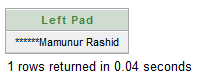 Left Pad
******Mamunur Rashid
1 rows returned in 0.04 seconds